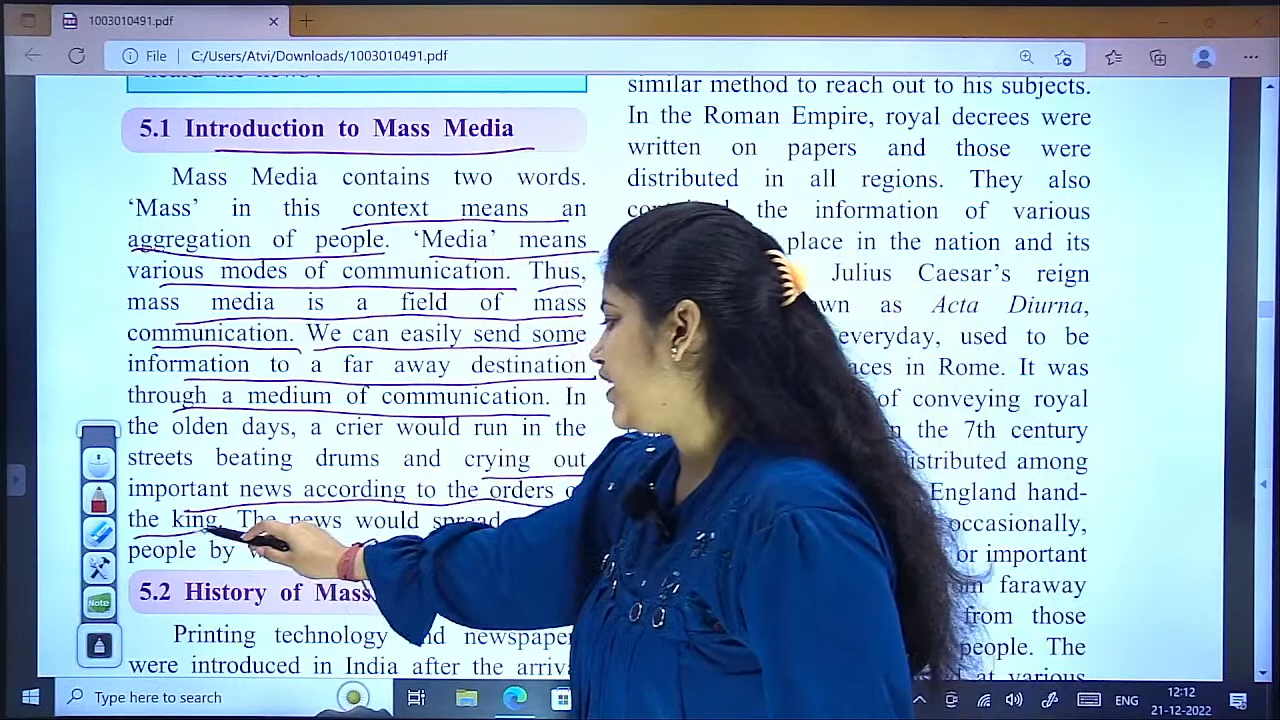 1003010491.pdf
File
C:/Users/Atvi/Downloads/1003010491.pdf
5.1 Introduction to Mass Media
Mass Media contains two words.
‘Mass’ in this context means an
aggregation of people. ‘Media’ means
various modes of communication. Thus,
mass media is a field of mass
communication. We can easily send some
information to a far away destination
through a medium of communication. In
the olden days, a crier would run in the
streets beating drums and crying out
important news according to the orders
the king. The news would spread
people by
5.2 History of Mass
Printing technology and newspaper
were introduced in India after the
similar method to reach out to his subjects.
In the Roman Empire, royal decrees were
written on papers and those were
distributed in all regions. They also
the information of various
place in the nation and its
Julius Caesar’s reign
as Acta Diurna,
everyday, used to be
in Rome. It was
of conveying royal
the 7th century
distributed among
England hand-
occasionally,
or important
faraway
from those
people. The
at various
Note
Type here to search
ENG
12:12
21-12-2022